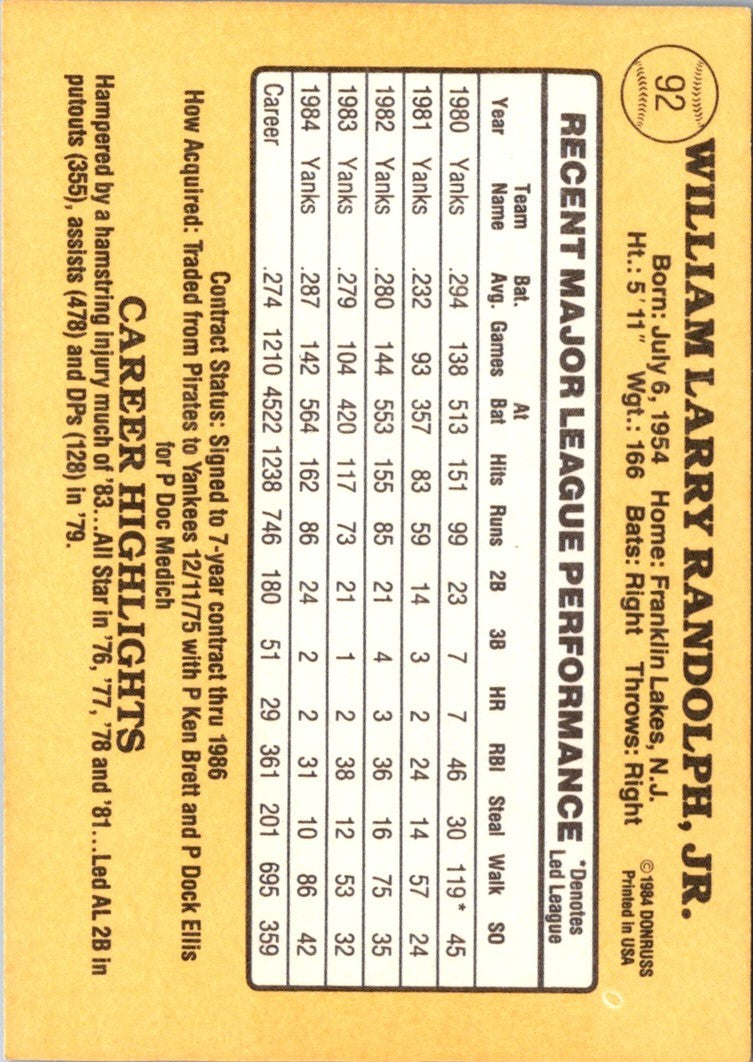 92
WILLIAM LARRY RANDOLPH, JR.
Born: July 6, 1954 Home: Franklin Lakes, N.J.
Ht.: 5'11" Wgt.: 166 Bats: Right Throws: Right
©1984 DONRUSS
Printed in USA
RECENT MAJOR LEAGUE PERFORMANCE
*Denotes
Led League
Year Team Name Bat. Avg. Games At Bat Hits Runs 2B 3B HR RBI Steal Walk SO
1980 Yanks .294 138 513 151 99 23 7 7 46 30 119* 45
1981 Yanks .232 93 357 83 59 14 3 2 24 14 57 24
1982 Yanks .280 144 553 155 85 21 4 3 36 16 75 35
1983 Yanks .279 104 420 117 73 21 1 2 38 12 53 32
1984 Yanks .287 142 564 162 86 24 2 2 31 10 86 42
Career .274 1210 4522 1238 746 180 51 29 361 201 695 359
Contract Status: Signed to 7-year contract thru 1986
How Acquired: Traded from Pirates to Yankees 12/11/75 with P Ken Brett and P Dock Ellis
for P Doc Medich
CAREER HIGHLIGHTS
Hampered by a hamstring injury much of '83...All Star in '76, '77, '78 and '81...Led AL 2B in
putouts (355), assists (478) and DPs (128) in '79.